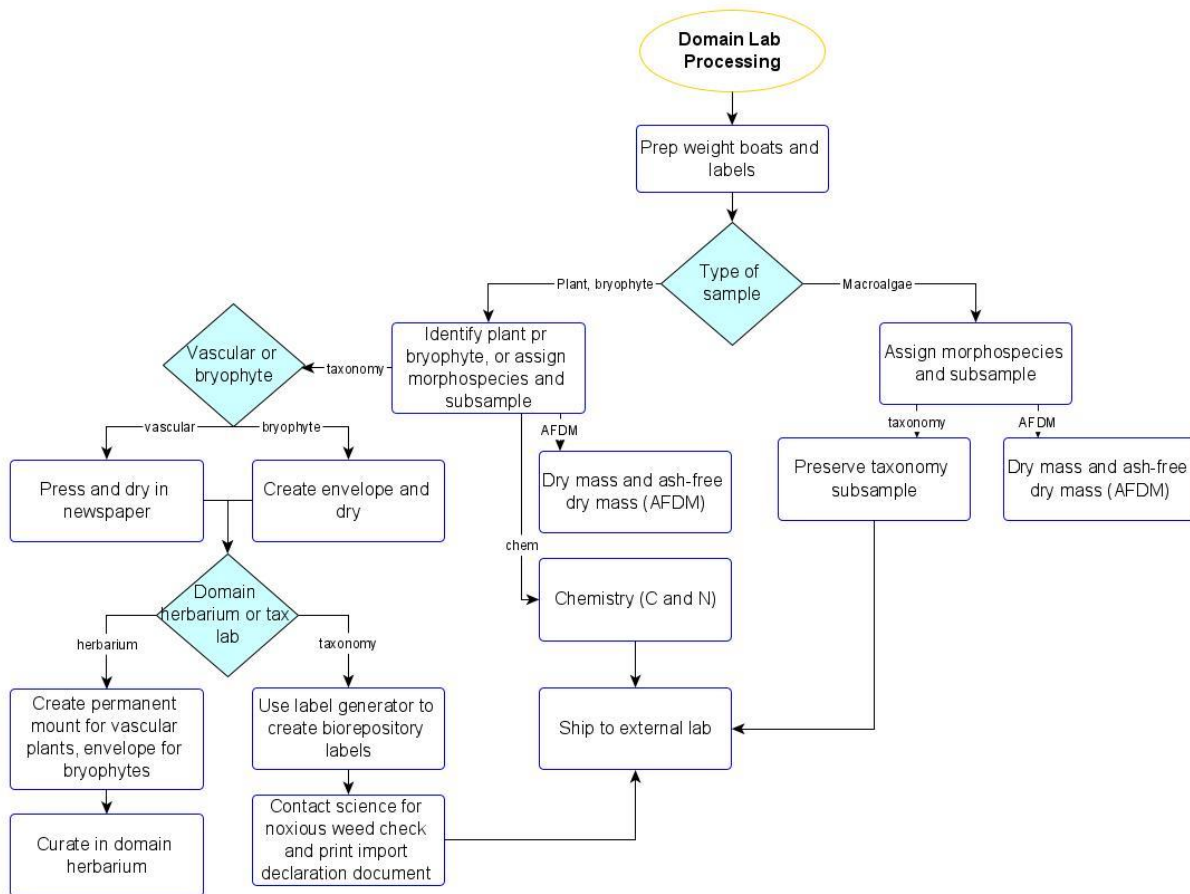 Domain Lab
Processing
Prep weight boats and
labels
Type of
sample
Plant, bryophyte
Macroalgae
Identify plant pr
bryophyte, or assign
morphospecies and
subsample
Assign morphospecies
and subsample
Vascular or
bryophyte
taxonomy
vascular
bryophyte
AFDM
taxonomy
AFDM
Press and dry in
newspaper
Create envelope and
dry
Dry mass and ash-free
dry mass (AFDM)
Preserve taxonomy
subsample
Dry mass and ash-free
dry mass (AFDM)
chem
Chemistry (C and N)
Domain
herbarium or tax
lab
herbarium
taxonomy
Create permanent
mount for vascular
plants, envelope for
bryophytes
Use label generator to
create biorepository
labels
Ship to external lab
Curate in domain
herbarium
Contact science for
noxious weed check
and print import
declaration document